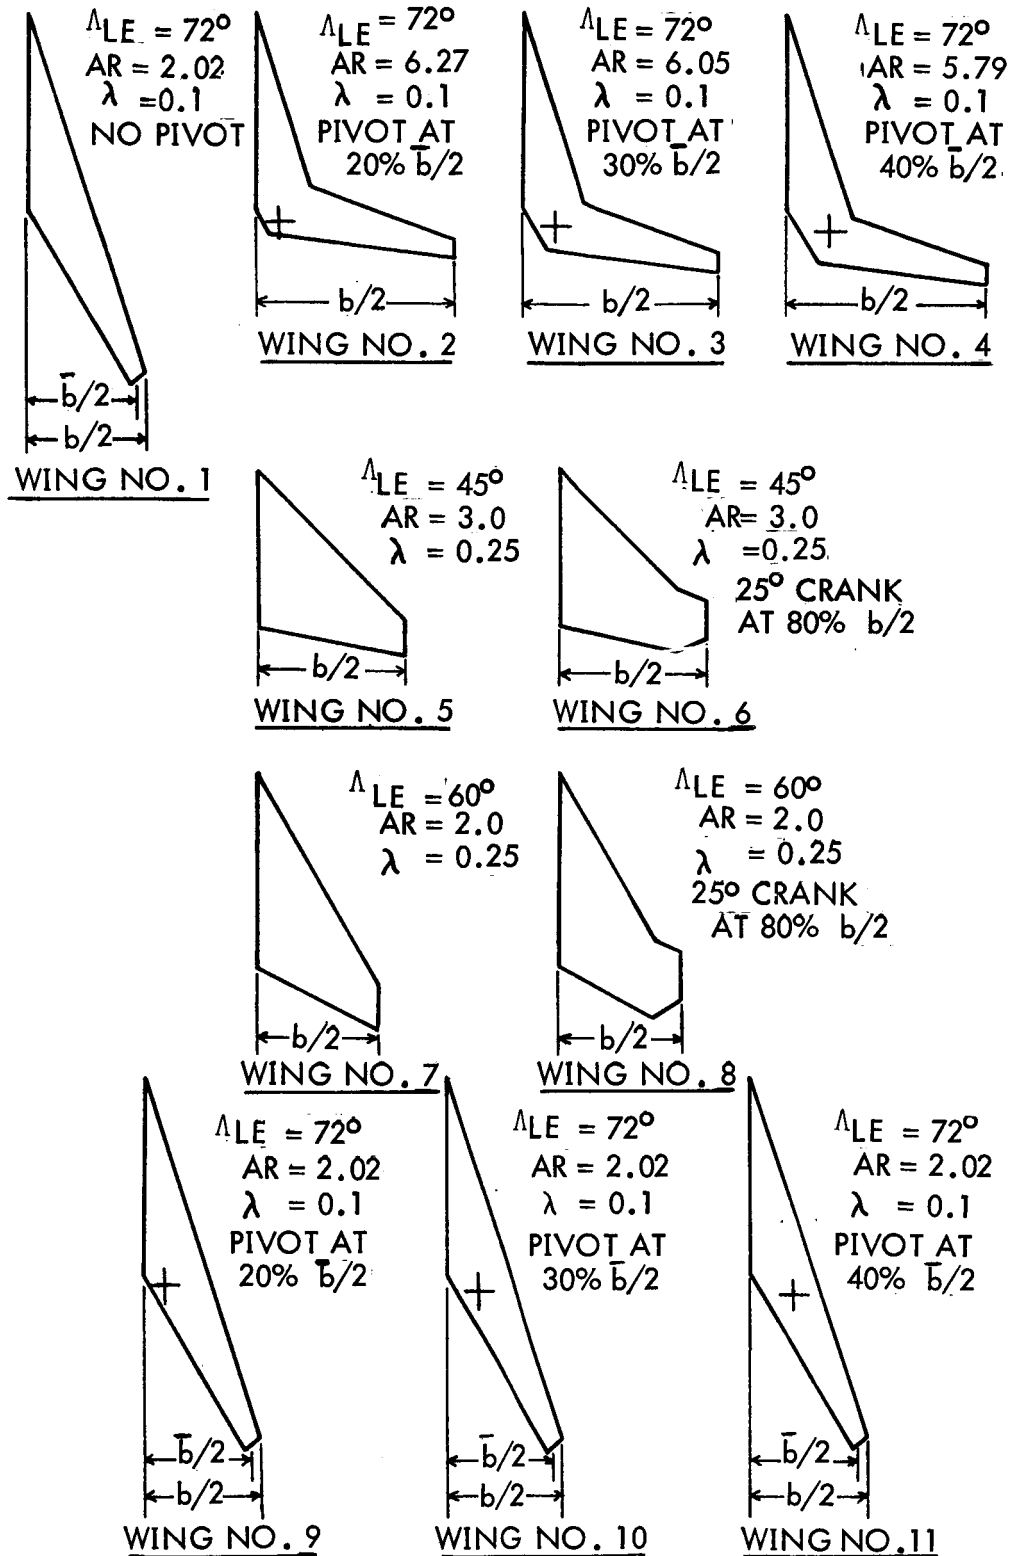 ΛLE = 72°
AR = 2.02
λ = 0.1
NO PIVOT
b̄/2
b/2
WING NO. 1
ΛLE = 72°
AR = 6.27
λ = 0.1
PIVOT AT
20% b̄/2
b/2
WING NO. 2
ΛLE = 72°
AR = 6.05
λ = 0.1
PIVOT AT
30% b̄/2
b/2
WING NO. 3
ΛLE = 72°
AR = 5.79
λ = 0.1
PIVOT AT
40% b̄/2
b/2
WING NO. 4
ΛLE = 45°
AR = 3.0
λ = 0.25
b/2
WING NO. 5
ΛLE = 45°
AR = 3.0
λ = 0.25
25° CRANK
AT 80% b/2
b/2
WING NO. 6
ΛLE = 60°
AR = 2.0
λ = 0.25
b/2
WING NO. 7
ΛLE = 60°
AR = 2.0
λ = 0.25
25° CRANK
AT 80% b/2
b/2
WING NO. 8
ΛLE = 72°
AR = 2.02
λ = 0.1
PIVOT AT
20% b̄/2
b̄/2
b/2
WING NO. 9
ΛLE = 72°
AR = 2.02
λ = 0.1
PIVOT AT
30% b̄/2
b̄/2
b/2
WING NO. 10
ΛLE = 72°
AR = 2.02
λ = 0.1
PIVOT AT
40% b̄/2
b̄/2
b/2
WING NO. 11